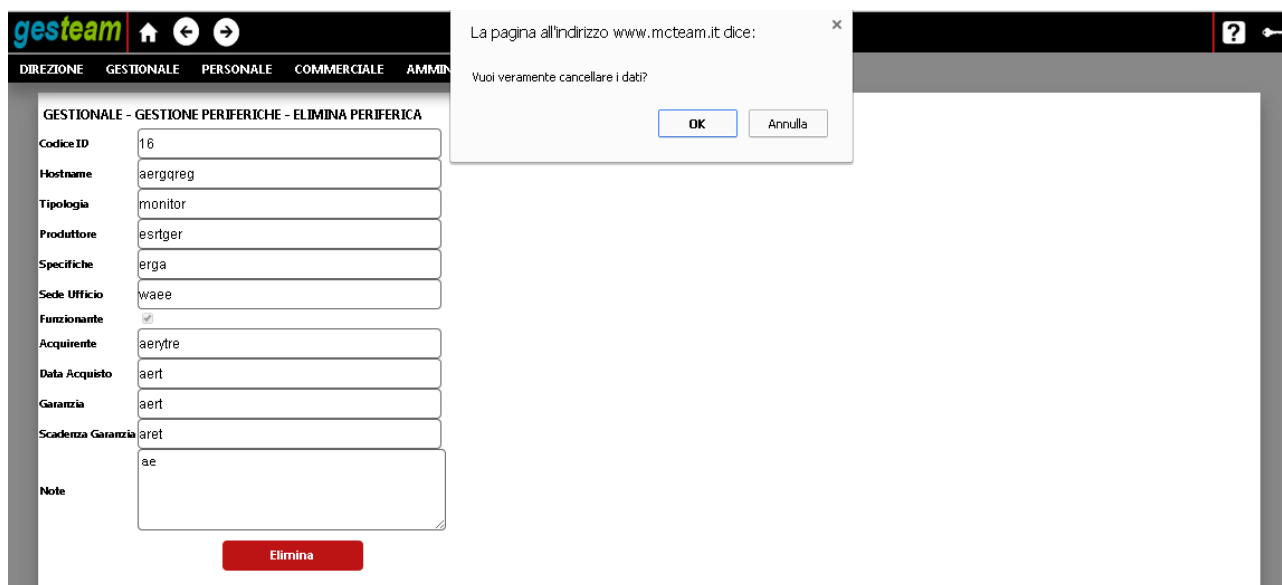 gesteam
La pagina all'indirizzo www.mcteam.it dice:
Vuoi veramente cancellare i dati?
OK Annulla
DIREZIONE GESTIONALE PERSONALE COMMERCIALE
GESTIONALE - GESTIONE PERIFERICHE - ELIMINA PERIFERICA
Codice ID 16
Hostname aergqreg
Tipologia monitor
Produttore esrtger
Specifiche erga
Sede Ufficio waee
Funzionante
Acquirente aerytre
Data Acquisto aert
Garanzia aert
Scadenza Garanzia aret
Note ae
Elimina